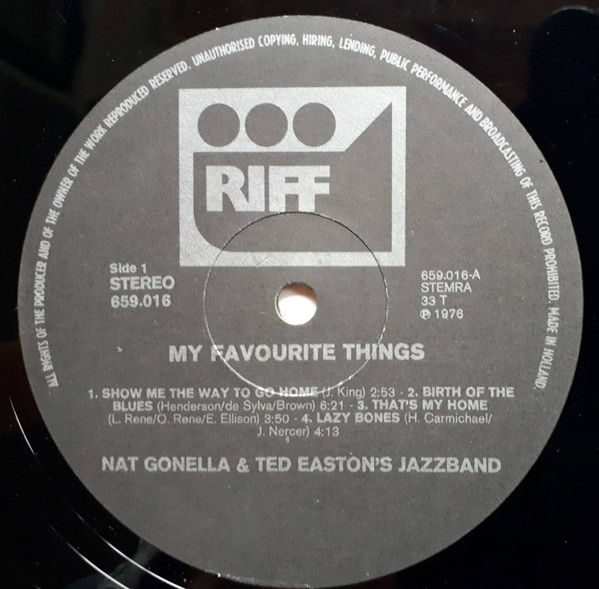 ALL RIGHTS OF THE PRODUCER AND OF THE OWNER OF THE WORK REPRODUCED RESERVED. UNAUTHORISED COPYING, HIRING, LENDING, PUBLIC PERFORMANCE AND BROADCASTING OF THIS RECORD PROHIBITED. MADE IN HOLLAND.
RIFF
Side 1
STEREO
659.016
659.016-A
STEMRA
33 T
℗ 1976
MY FAVOURITE THINGS
1. SHOW ME THE WAY TO GO HOME (J. King) 2:53 - 2. BIRTH OF THE
BLUES (Henderson/de Sylva/Brown) 6:21 - 3. THAT'S MY HOME
(L. Rene/O. Rene/E. Ellison) 3:50 - 4. LAZY BONES (H. Carmichael/
J. Nercer) 4:13
NAT GONELLA & TED EASTON'S JAZZBAND